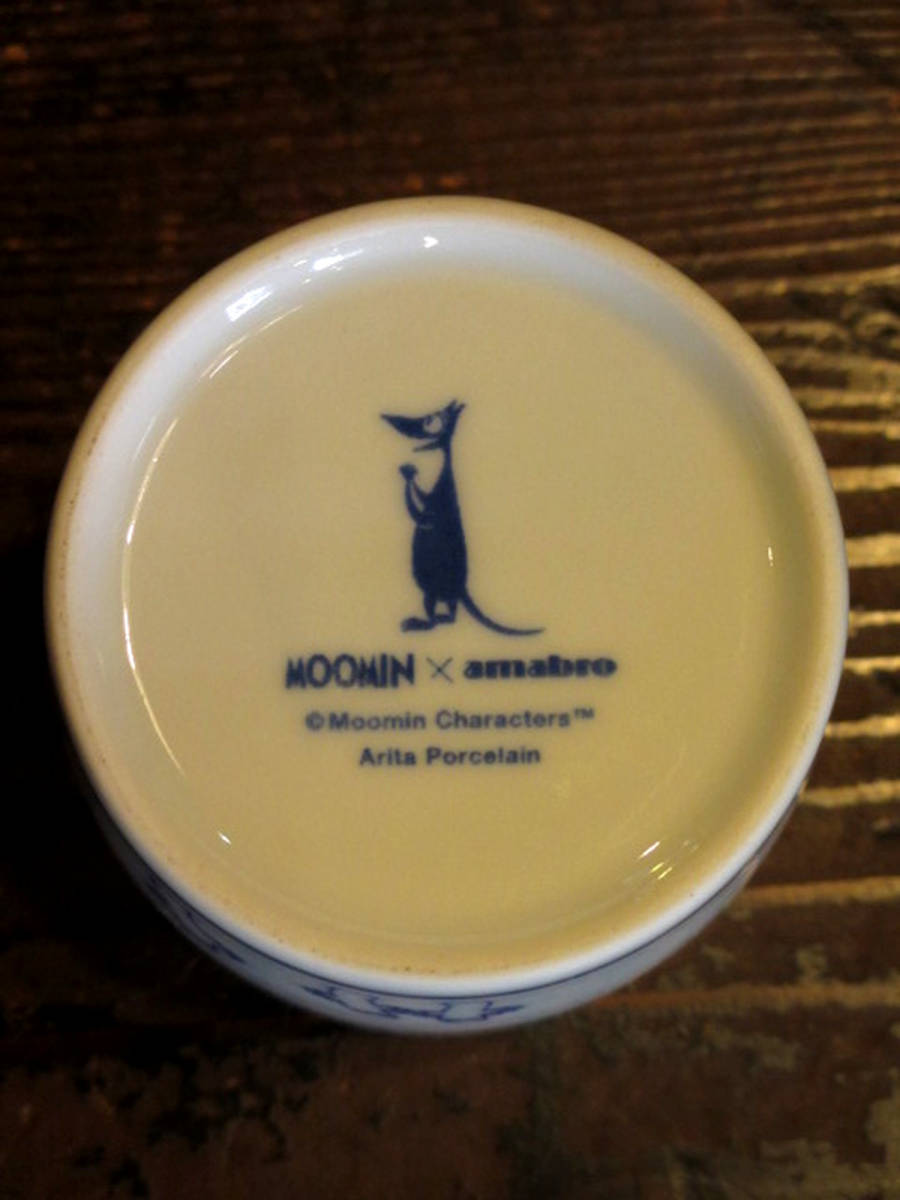 MOOMIN × amabro
©Moomin Characters™
Arita Porcelain